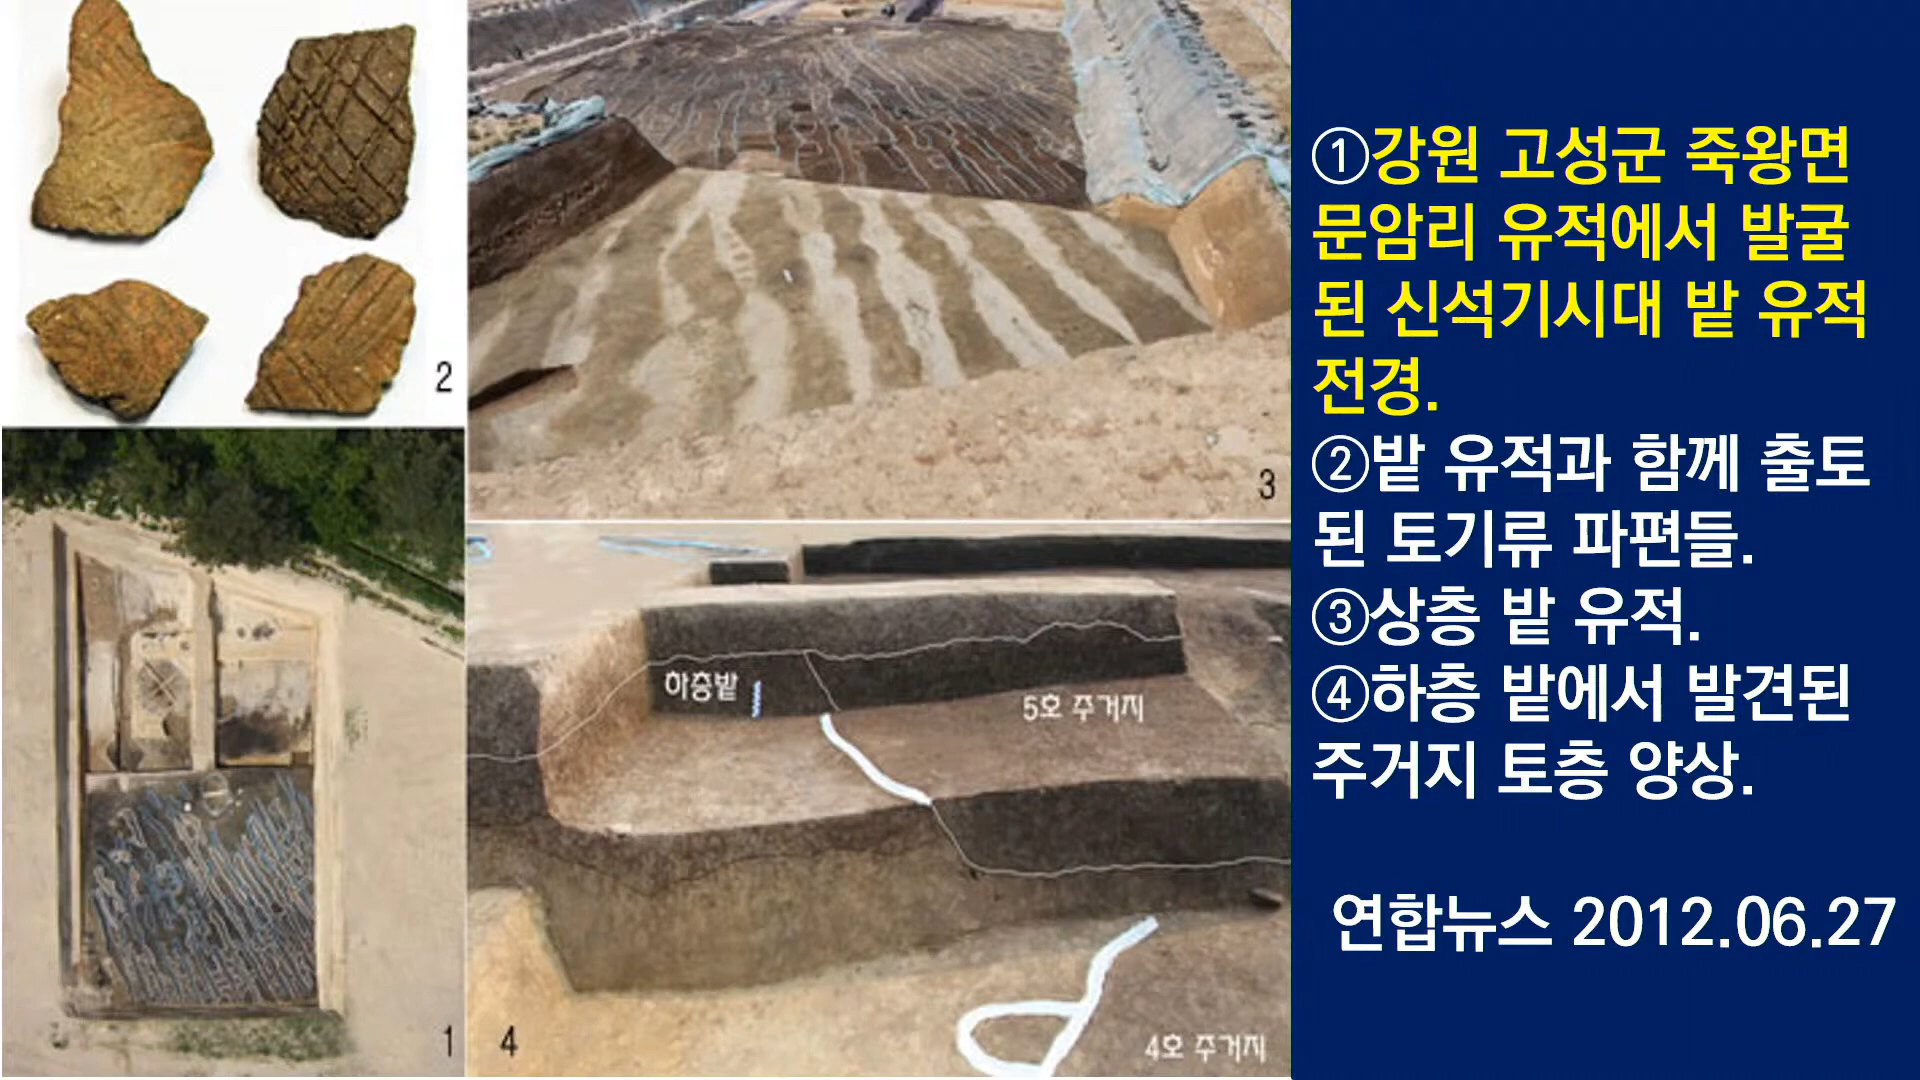 2
3
하층밭
5호 주거지
1
4
4호 주거지
①강원 고성군 죽왕면
문암리 유적에서 발굴
된 신석기시대 밭 유적
전경.
②밭 유적과 함께 출토
된 토기류 파편들.
③상층 밭 유적.
④하층 밭에서 발견된
주거지 토층 양상.
연합뉴스 2012.06.27